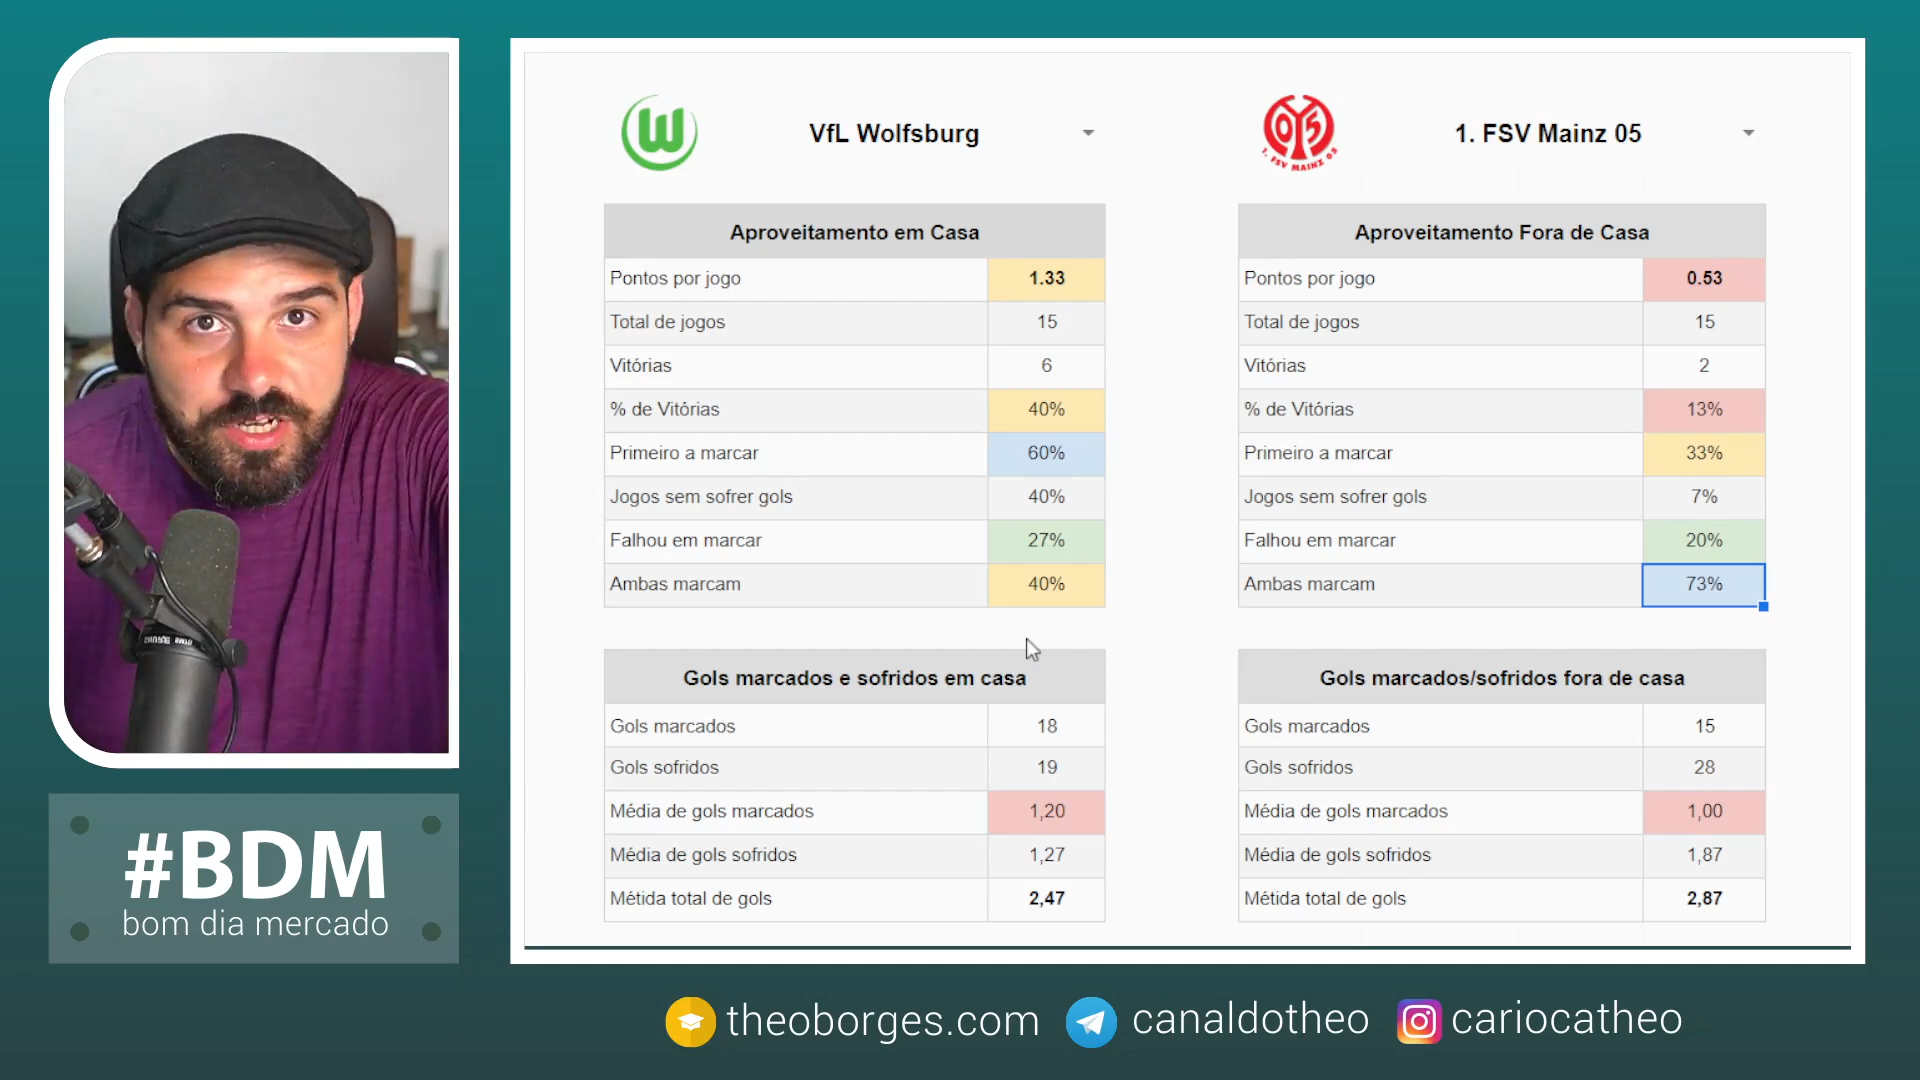 VfL Wolfsburg
1. FSV Mainz 05
1. FSV MAINZ 05
Aproveitamento em Casa
Pontos por jogo 1.33
Total de jogos 15
Vitórias 6
% de Vitórias 40%
Primeiro a marcar 60%
Jogos sem sofrer gols 40%
Falhou em marcar 27%
Ambas marcam 40%
Aproveitamento Fora de Casa
Pontos por jogo 0.53
Total de jogos 15
Vitórias 2
% de Vitórias 13%
Primeiro a marcar 33%
Jogos sem sofrer gols 7%
Falhou em marcar 20%
Ambas marcam 73%
Gols marcados e sofridos em casa
Gols marcados 18
Gols sofridos 19
Média de gols marcados 1,20
Média de gols sofridos 1,27
Métida total de gols 2,47
Gols marcados/sofridos fora de casa
Gols marcados 15
Gols sofridos 28
Média de gols marcados 1,00
Média de gols sofridos 1,87
Métida total de gols 2,87
#BDM
bom dia mercado
theoborges.com
canaldotheo
cariocatheo